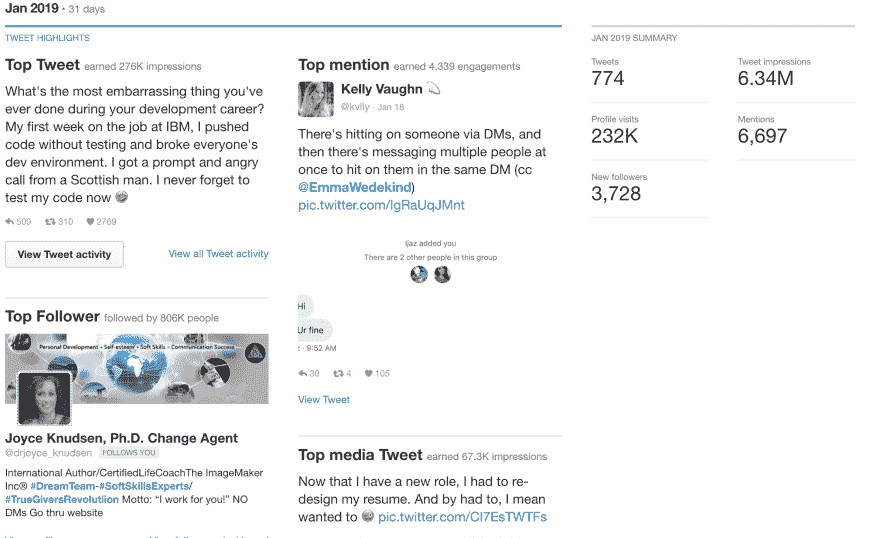 Jan 2019 · 31 days
TWEET HIGHLIGHTS
Top Tweet earned 276K impressions
What's the most embarrassing thing you've
ever done during your development career?
My first week on the job at IBM, I pushed
code without testing and broke everyone's
dev environment. I got a prompt and angry
call from a Scottish man. I never forget to
test my code now
509 310 2769
View Tweet activity
View all Tweet activity
Top Follower followed by 806K people
Personal Development • Self-esteem • Soft Skills • Communication Success
Joyce Knudsen, Ph.D. Change Agent
@drjoyce_knudsen FOLLOWS YOU
International Author/CertifiedLifeCoachThe ImageMaker
Inc® #DreamTeam-#SoftSkillsExperts/
#TrueGiversRevolutiion Motto: “I work for you!” NO
DMs Go thru website
Top mention earned 4,339 engagements
Kelly Vaughn
@kvlly · Jan 18
There's hitting on someone via DMs, and
then there's messaging multiple people at
once to hit on them in the same DM (cc
@EmmaWedekind)
pic.twitter.com/lgRaUqJMnt
Ijaz added you
There are 2 other people in this group
Hi
Ur fine
· 9:52 AM
30 4 105
View Tweet
Top media Tweet earned 67.3K impressions
Now that I have a new role, I had to re-
design my resume. And by had to, I mean
wanted to pic.twitter.com/Cl7EsTWTFs
JAN 2019 SUMMARY
Tweets
774
Tweet impressions
6.34M
Profile visits
232K
Mentions
6,697
New followers
3,728